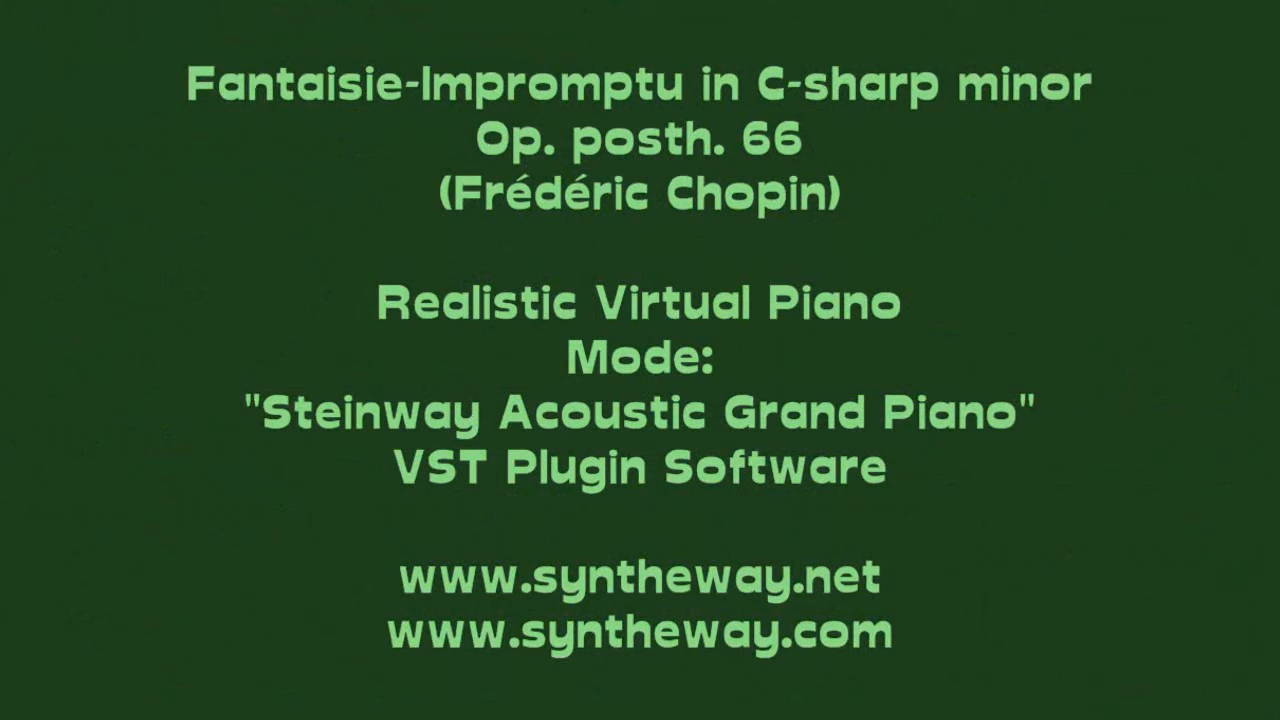 Fantaisie-Impromptu in C-sharp minor
Op. posth. 66
(Frédéric Chopin)
Realistic Virtual Piano
Mode:
"Steinway Acoustic Grand Piano"
VST Plugin Software
www.syntheway.net
www.syntheway.com